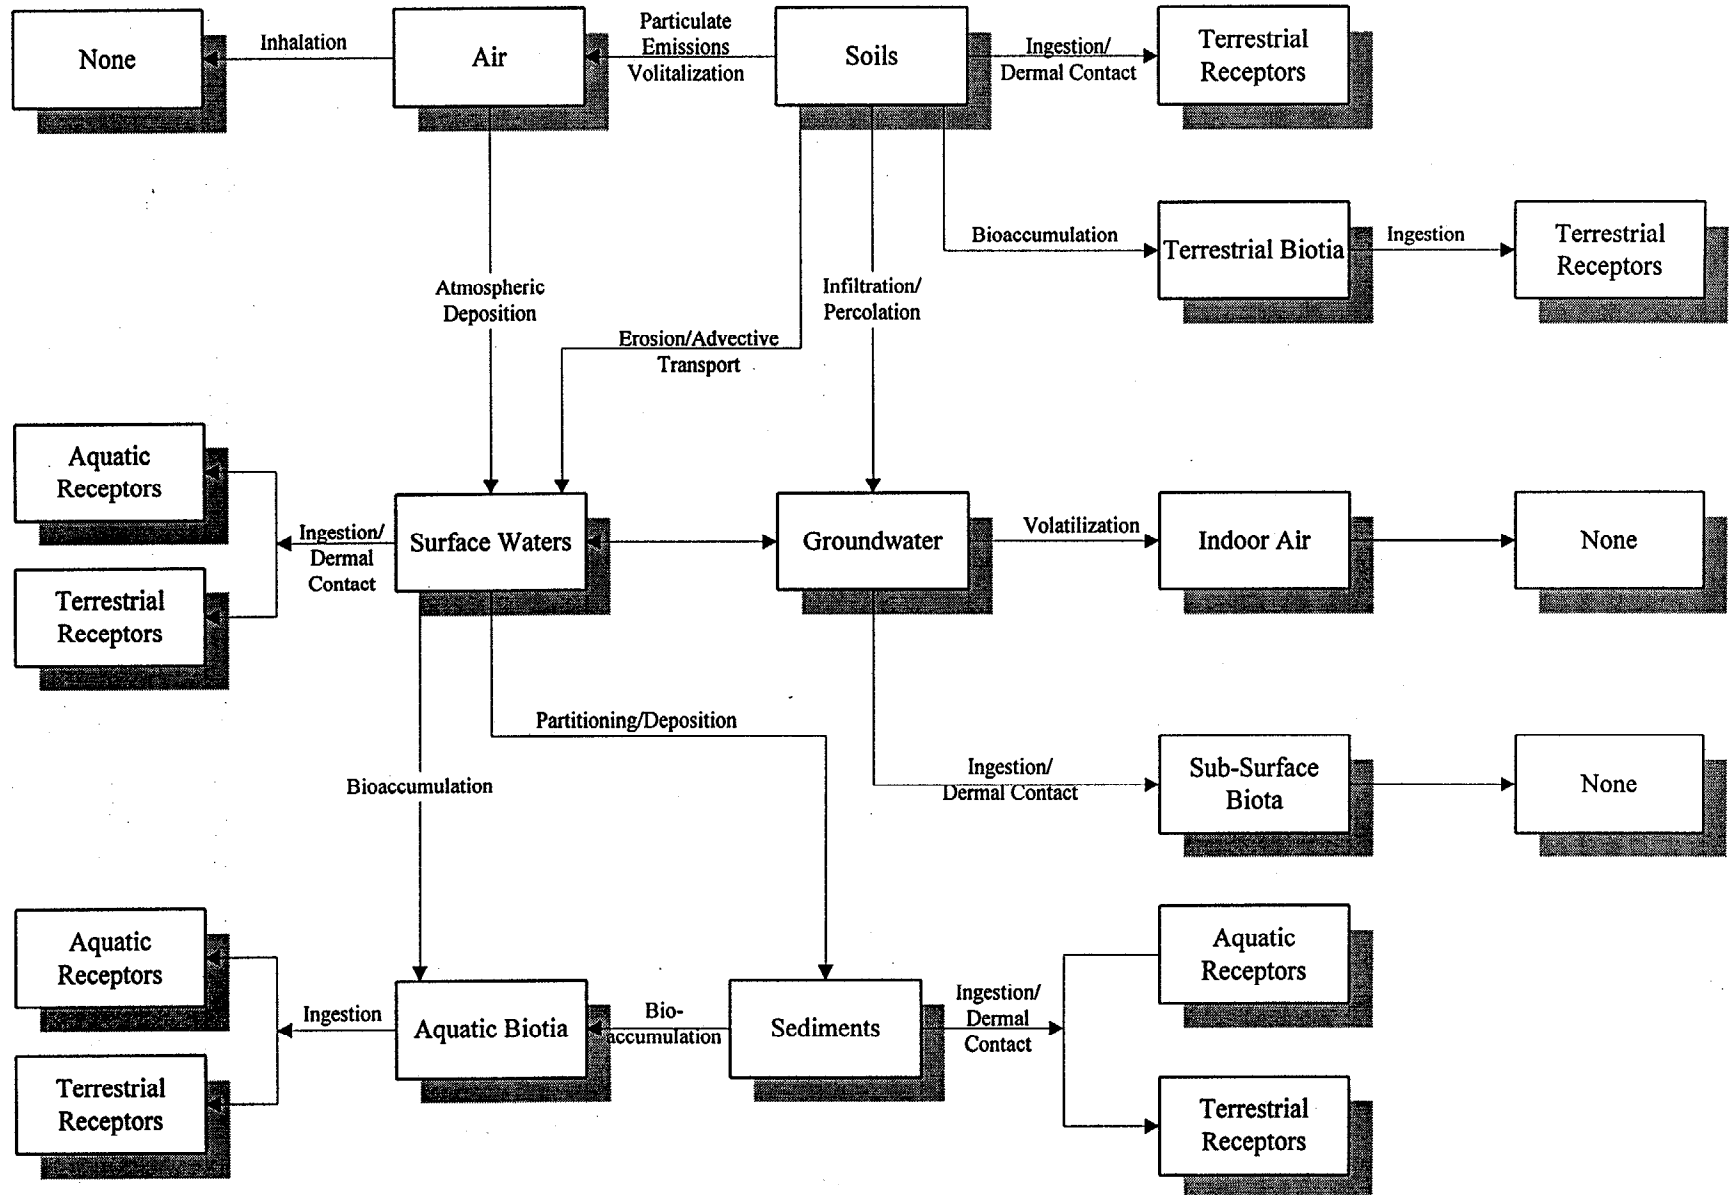 None
Inhalation
Air
Particulate
Emissions
Volitalization
Soils
Ingestion/
Dermal Contact
Terrestrial
Receptors
Bioaccumulation
Terrestrial Biotia
Ingestion
Terrestrial
Receptors
Atmospheric
Deposition
Infiltration/
Percolation
Erosion/Advective
Transport
Aquatic
Receptors
Terrestrial
Receptors
Ingestion/
Dermal
Contact
Surface Waters
Groundwater
Volatilization
Indoor Air
None
Partitioning/Deposition
Bioaccumulation
Ingestion/
Dermal Contact
Sub-Surface
Biota
None
Aquatic
Receptors
Terrestrial
Receptors
Ingestion
Aquatic Biotia
Bio-
accumulation
Sediments
Ingestion/
Dermal
Contact
Aquatic
Receptors
Terrestrial
Receptors